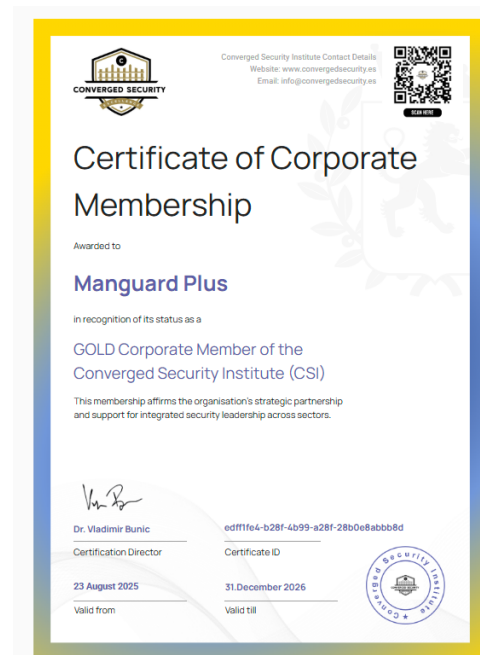 CONVERGED SECURITY
Converged Security Institute Contact Details
Website: www.convergedsecurity.es
Email: info@convergedsecurity.es
SCAN HERE
Certificate of Corporate
Membership
Awarded to
Manguard Plus
in recognition of its status as a
GOLD Corporate Member of the
Converged Security Institute (CSI)
This membership affirms the organisation's strategic partnership
and support for integrated security leadership across sectors.
Dr. Vladimir Bunic
edff1fe4-b28f-4b99-a28f-28b0e8abbb8d
Certification Director
Certificate ID
23 August 2025
31.December 2026
Valid from
Valid till
Converged Security Institute
CONVERGED SECURITY